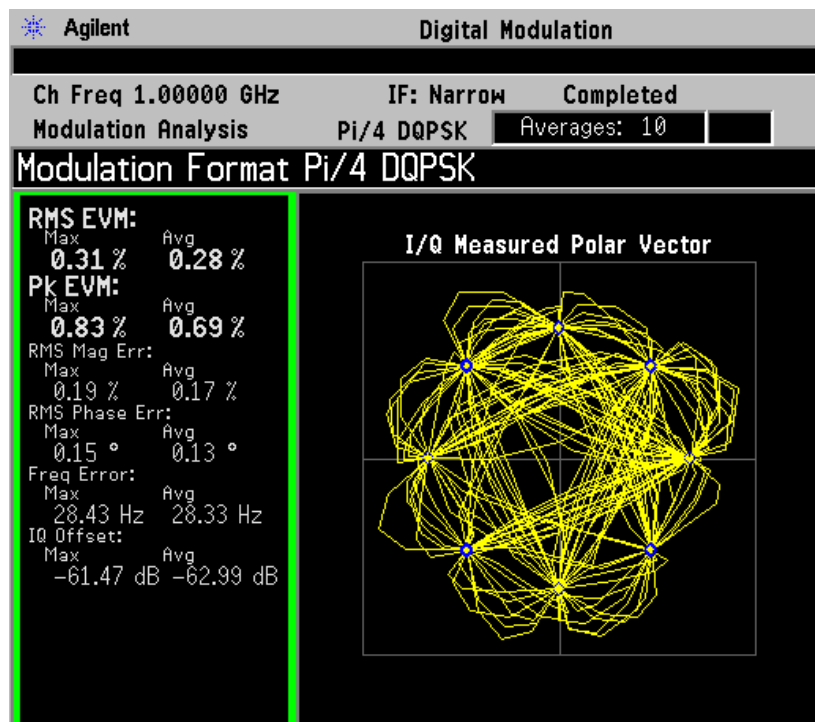 Agilent
Digital Modulation
Ch Freq 1.00000 GHz
IF: Narrow
Completed
Modulation Analysis
Pi/4 DQPSK
Averages: 10
Modulation Format Pi/4 DQPSK
RMS EVM:
Max Avg
0.31 % 0.28 %
Pk EVM:
Max Avg
0.83 % 0.69 %
RMS Mag Err:
Max Avg
0.19 % 0.17 %
RMS Phase Err:
Max Avg
0.15 ° 0.13 °
Freq Error:
Max Avg
28.43 Hz 28.33 Hz
IQ Offset:
Max Avg
-61.47 dB -62.99 dB
I/Q Measured Polar Vector